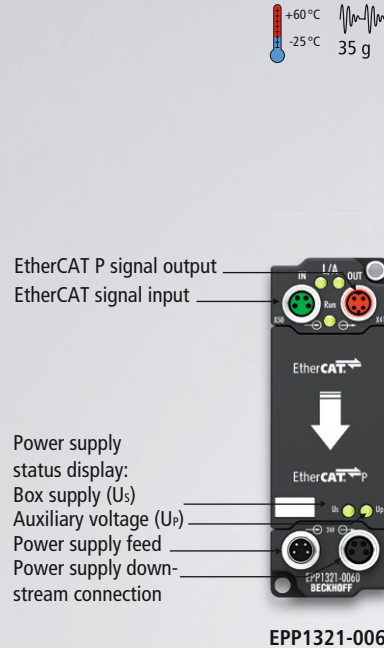 +60°C
-25°C
35 g
EtherCAT P signal output
EtherCAT signal input
IN L/A OUT
Run
X50
X41
EtherCAT
Power supply
status display:
Box supply (Us)
Auxiliary voltage (UP)
Power supply feed
Power supply down-
stream connection
EtherCAT P
Us Up
24V
EPP1321-0060
BECKHOFF
EPP1321-006